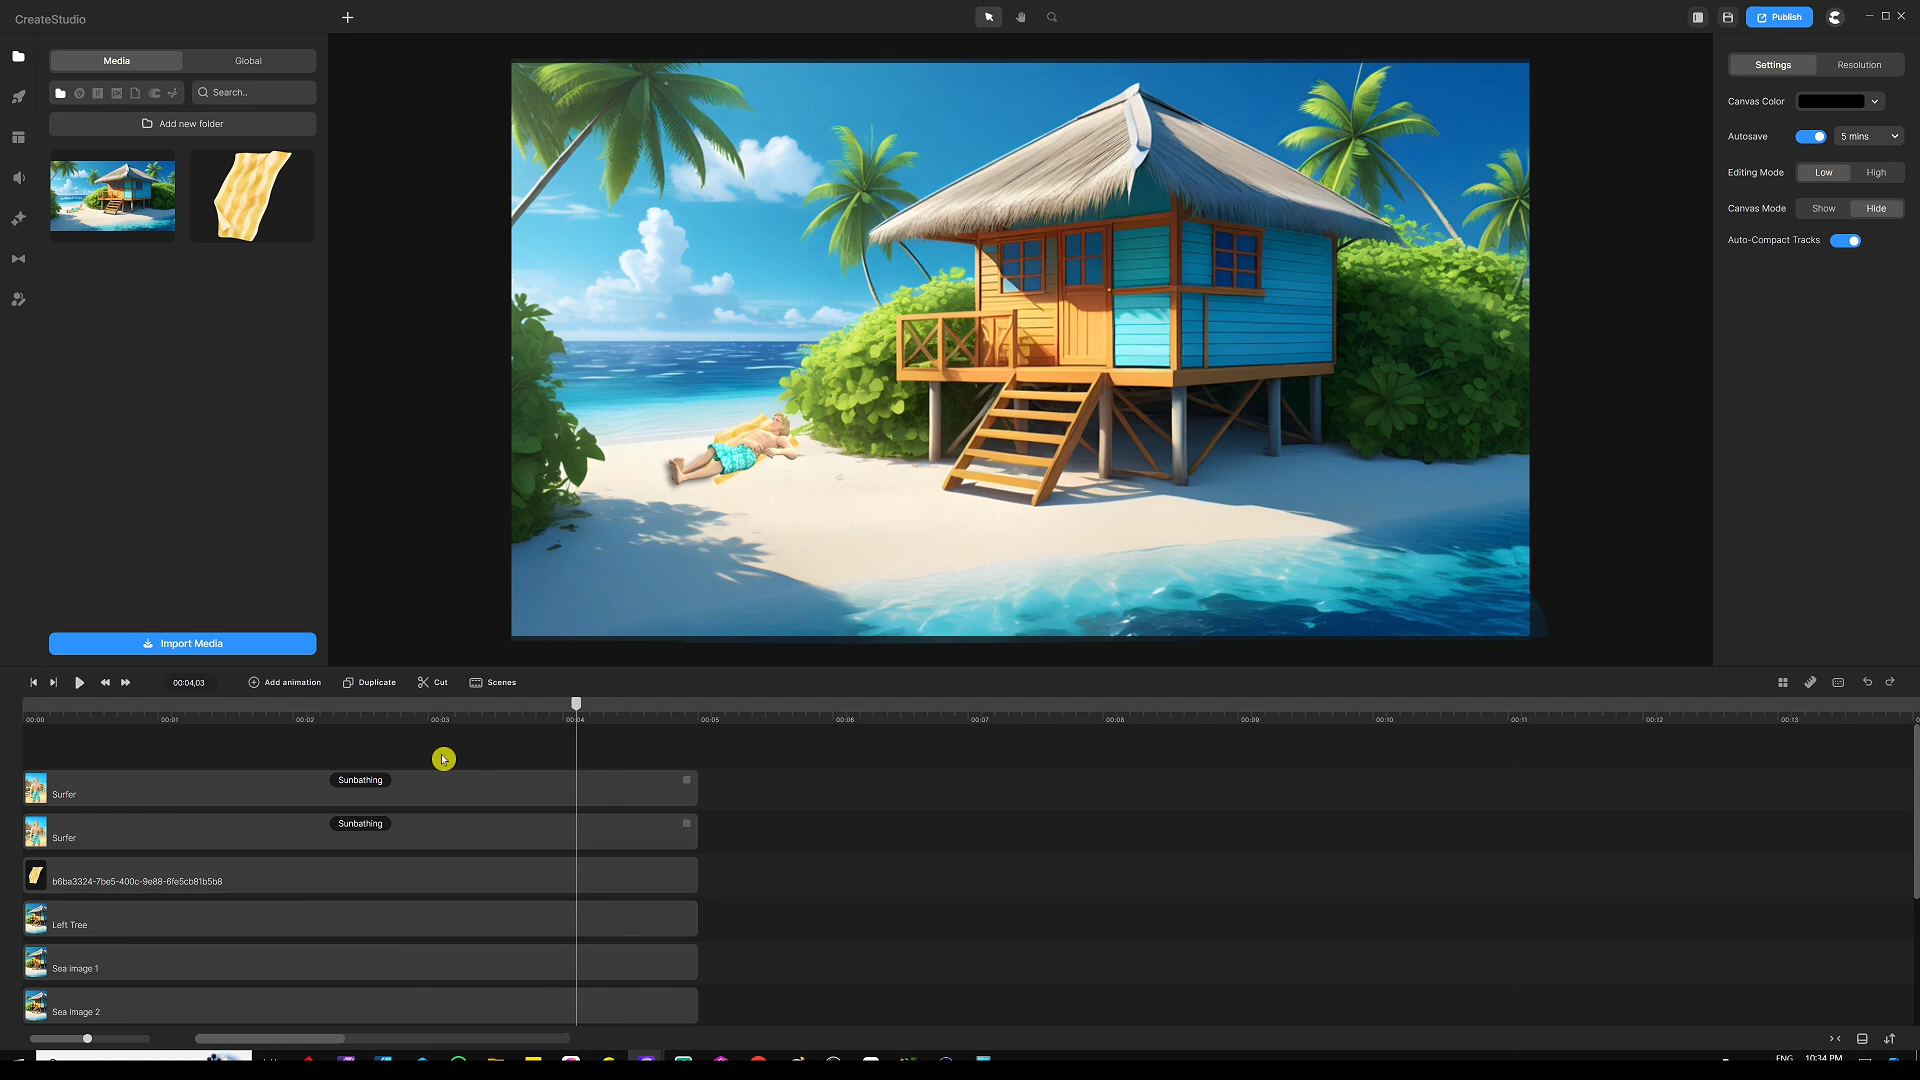 CreateStudio
Publish
Media
Global
Search..
Add new folder
Import Media
Settings
Resolution
Canvas Color
Autosave
5 mins
Editing Mode
Low
High
Canvas Mode
Show
Hide
Auto-Compact Tracks
00:04,03
Add animation
Duplicate
Cut
Scenes
00:00
00:01
00:02
00:03
00:04
00:05
00:06
00:07
00:08
00:09
00:10
00:11
00:12
00:13
Sunbathing
Surfer
Sunbathing
Surfer
b6ba3324-7be5-400c-9e88-6fe5cb81b5b8
Left Tree
Sea image 1
Sea Image 2
ENG
10:34 PM